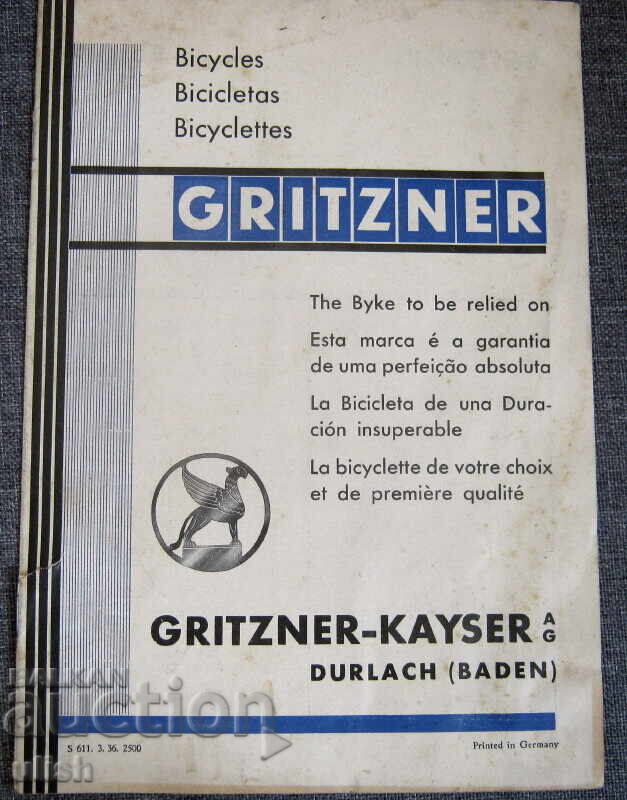 Bicycles
Bicicletas
Bicyclettes
GRITZNER
The Byke to be relied on
Esta marca é a garantia
de uma perfeição absoluta
La Bicicleta de una Dura-
ción insuperable
La bicyclette de votre choix
et de première qualité
GRITZNER-KAYSER AG
DURLACH (BADEN)
BALKAN
auction
S 611. 3. 36. 2500
Printed in Germany
ulish